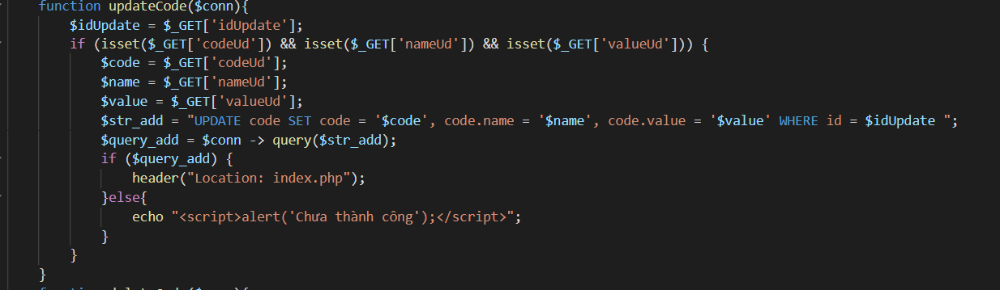 function updateCode($conn){
$idUpdate = $_GET['idUpdate'];
if (isset($_GET['codeUd']) && isset($_GET['nameUd']) && isset($_GET['valueUd'])) {
$code = $_GET['codeUd'];
$name = $_GET['nameUd'];
$value = $_GET['valueUd'];
$str_add = "UPDATE code SET code = '$code', code.name = '$name', code.value = '$value' WHERE id = $idUpdate ";
$query_add = $conn -> query($str_add);
if ($query_add) {
header("Location: index.php");
}else{
echo "<script>alert('Chưa thành công');</script>";
}
}
}